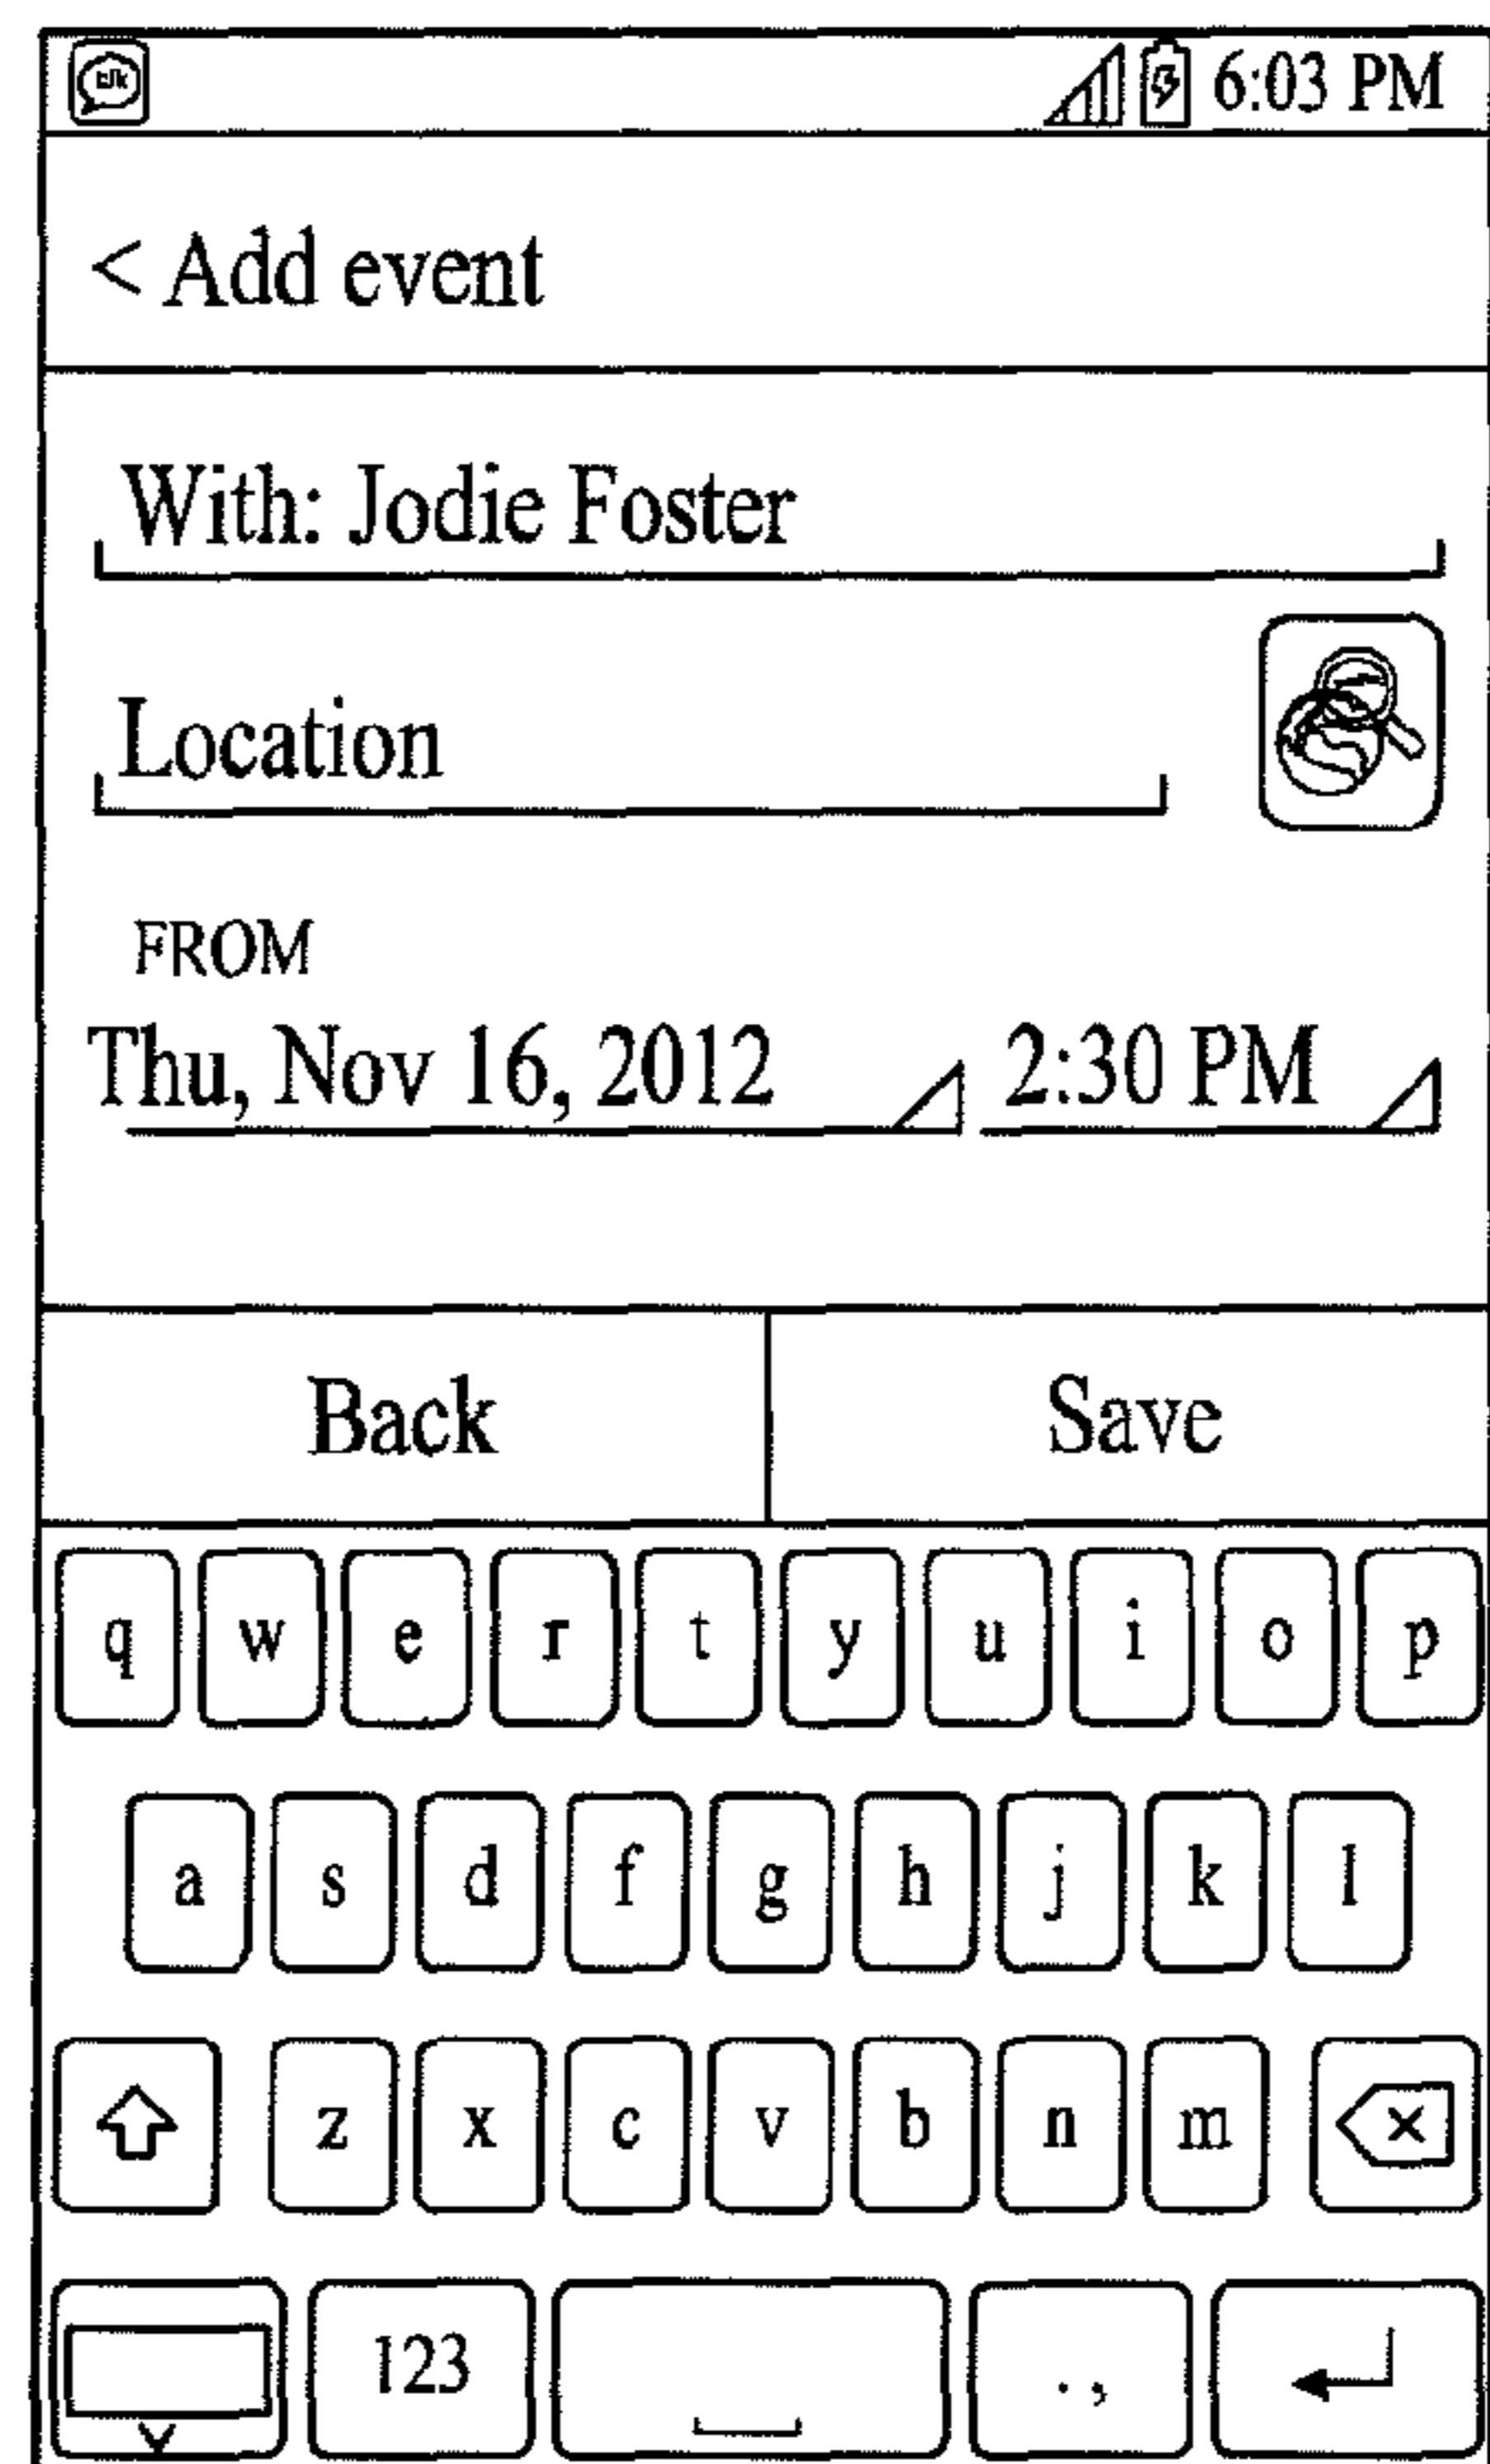 6:03 PM
< Add event
With: Jodie Foster
Location
FROM
Thu, Nov 16, 2012 2:30 PM
Back Save
q w e r t y u i o p
a s d f g h j k l
z x c v b n m
123 . ,